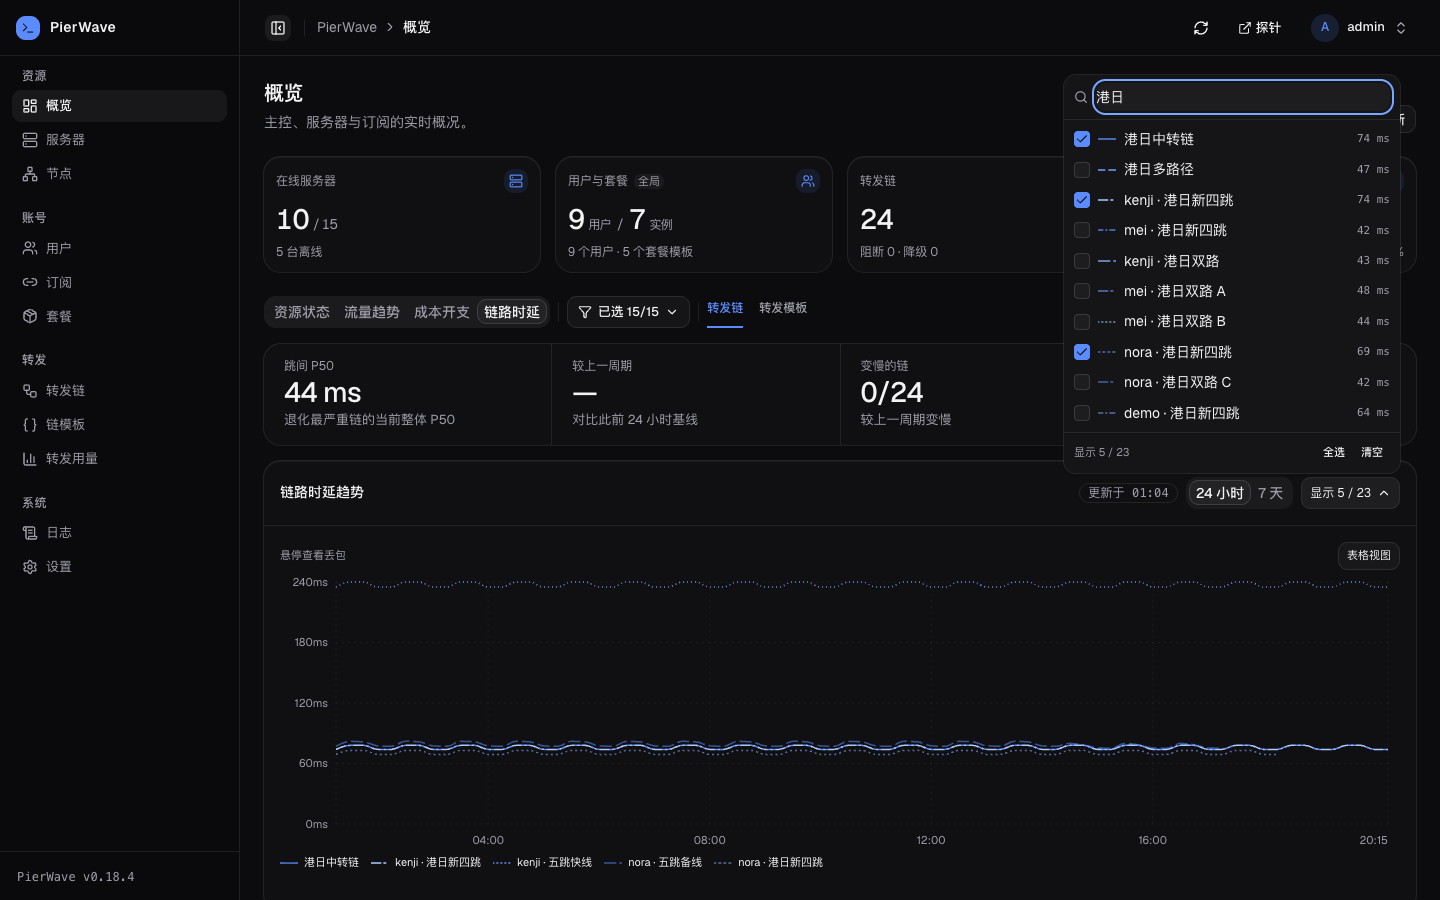 PierWave
PierWave > 概览
探针
A
admin
资源
概览
服务器
节点
账号
用户
订阅
套餐
转发
转发链
链模板
转发用量
系统
日志
设置
PierWave v0.18.4
概览
主控、服务器与订阅的实时概况。
新
在线服务器
10 / 15
5 台离线
用户与套餐 全局
9 用户 / 7 实例
9 个用户 · 5 个套餐模板
转发链
24
阻断 0 · 降级 0
%
资源状态 流量趋势 成本开支 链路时延
已选 15/15
转发链 转发模板
跳间 P50
44 ms
退化最严重链的当前整体 P50
较上一周期
—
对比此前 24 小时基线
变慢的链
0/24
较上一周期变慢
港日
港日中转链 74 ms
港日多路径 47 ms
kenji · 港日新四跳 74 ms
mei · 港日新四跳 42 ms
kenji · 港日双路 43 ms
mei · 港日双路 A 48 ms
mei · 港日双路 B 44 ms
nora · 港日新四跳 69 ms
nora · 港日双路 C 42 ms
demo · 港日新四跳 64 ms
显示 5 / 23 全选 清空
链路时延趋势
更新于 01:04
24 小时 7 天
显示 5 / 23
悬停查看丢包
表格视图
240ms
180ms
120ms
60ms
0ms
04:00 08:00 12:00 16:00 20:15
港日中转链 kenji · 港日新四跳 kenji · 五跳快线 nora · 五跳备线 nora · 港日新四跳